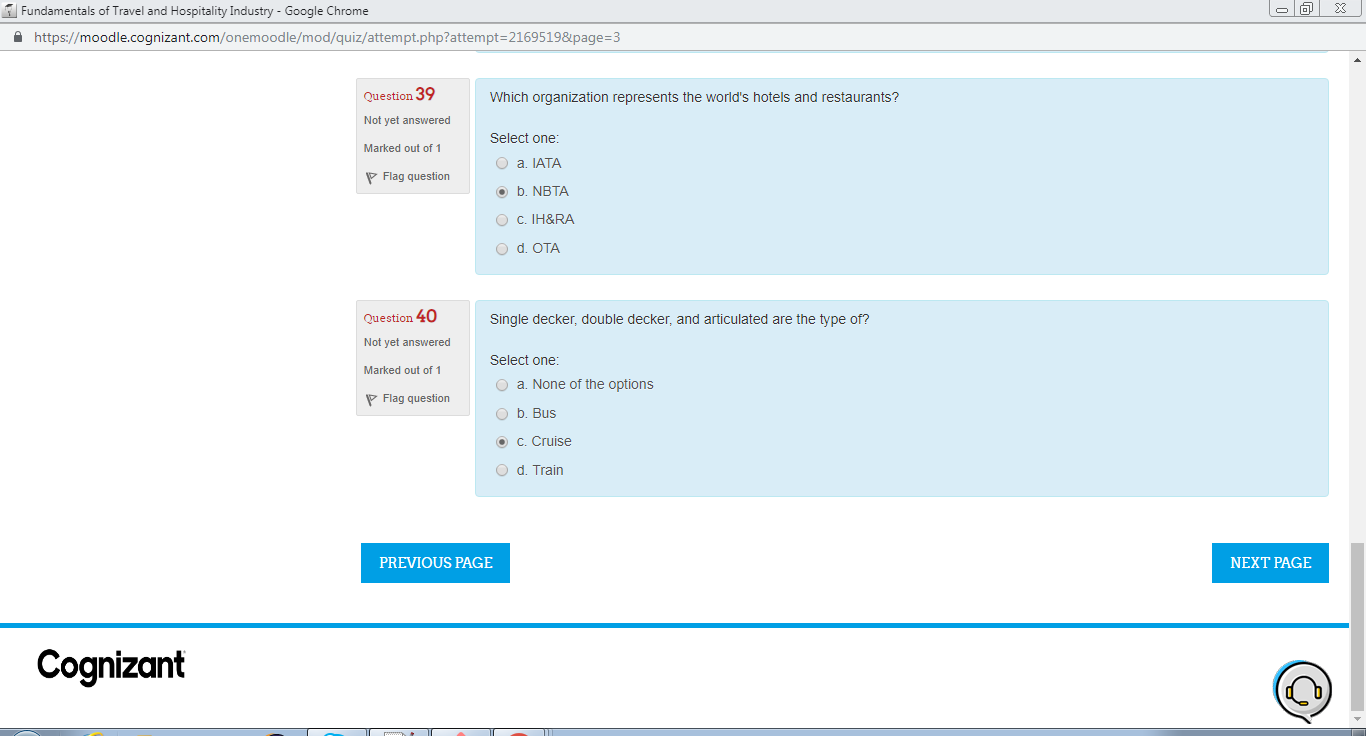 Fundamentals of Travel and Hospitality Industry - Google Chrome
https://moodle.cognizant.com/onemoodle/mod/quiz/attempt.php?attempt=2169519&page=3
Question 39
Not yet answered
Marked out of 1
Flag question
Which organization represents the world's hotels and restaurants?
Select one:
a. IATA
b. NBTA
c. IH&RA
d. OTA
Question 40
Not yet answered
Marked out of 1
Flag question
Single decker, double decker, and articulated are the type of?
Select one:
a. None of the options
b. Bus
c. Cruise
d. Train
PREVIOUS PAGE
NEXT PAGE
Cognizant